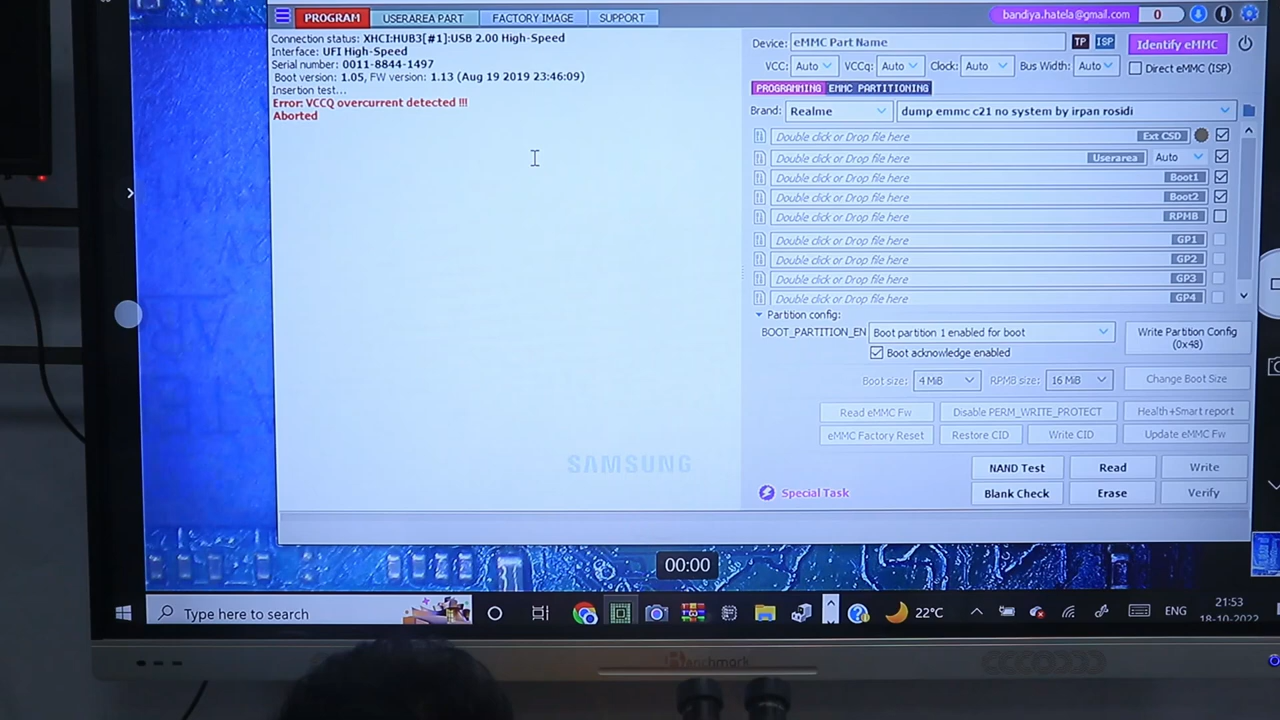 PROGRAM USERAREA PART FACTORY IMAGE SUPPORT bandiya.hatela@gmail.com 0
Connection status: XHCI:HUB3[#1]:USB 2.00 High-Speed
Interface: UFI High-Speed
Serial number: 0011-8844-1497
Boot version: 1.05, FW version: 1.13 (Aug 19 2019 23:46:09)
Insertion test...
Error: VCCQ overcurrent detected !!!
Aborted
SAMSUNG
Device: eMMC Part Name TP ISP Identify eMMC
VCC: Auto VCCq: Auto Clock: Auto Bus Width: Auto Direct eMMC (ISP)
PROGRAMMING EMMC PARTITIONING
Brand: Realme dump emmc c21 no system by irpan rosidi
Double click or Drop file here Ext CSD
Double click or Drop file here Userarea Auto
Double click or Drop file here Boot1
Double click or Drop file here Boot2
Double click or Drop file here RPMB
Double click or Drop file here GP1
Double click or Drop file here GP2
Double click or Drop file here GP3
Double click or Drop file here GP4
Partition config:
BOOT_PARTITION_EN Boot partition 1 enabled for boot Write Partition Config (0x48)
Boot acknowledge enabled
Boot size: 4 MiB RPMB size: 16 MiB Change Boot Size
Read eMMC Fw Disable PERM_WRITE_PROTECT Health+Smart report
eMMC Factory Reset Restore CID Write CID Update eMMC Fw
NAND Test Read Write
Special Task Blank Check Erase Verify
00:00
Type here to search 22°C ENG 21:53
18-10-2022
Benchmark